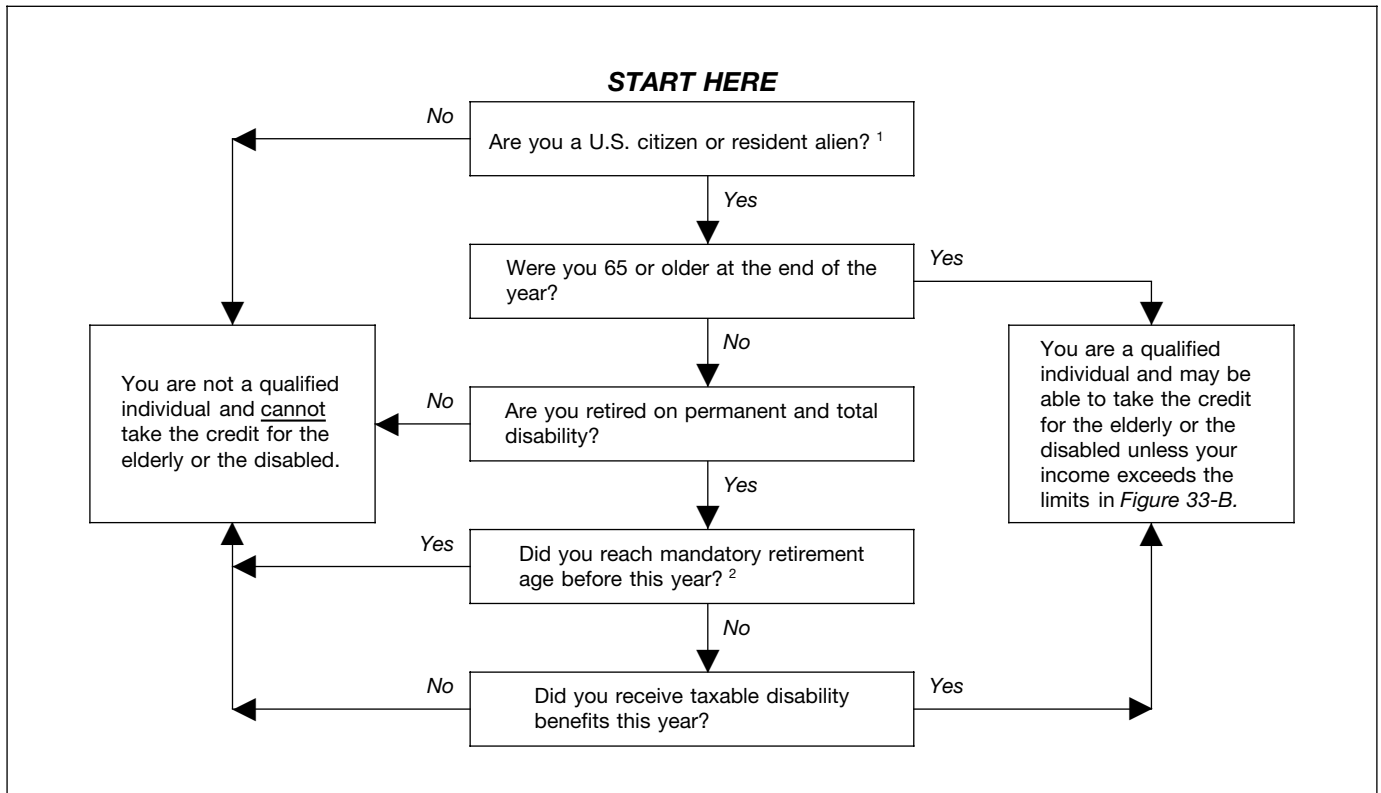 START HERE
No
Are you a U.S. citizen or resident alien? 1
Yes
Were you 65 or older at the end of the
year?
Yes
No
You are not a qualified
individual and cannot
take the credit for the
elderly or the disabled.
No
Are you retired on permanent and total
disability?
You are a qualified
individual and may be
able to take the credit
for the elderly or the
disabled unless your
income exceeds the
limits in Figure 33-B.
Yes
Yes
Did you reach mandatory retirement
age before this year? 2
No
No
Did you receive taxable disability
benefits this year?
Yes